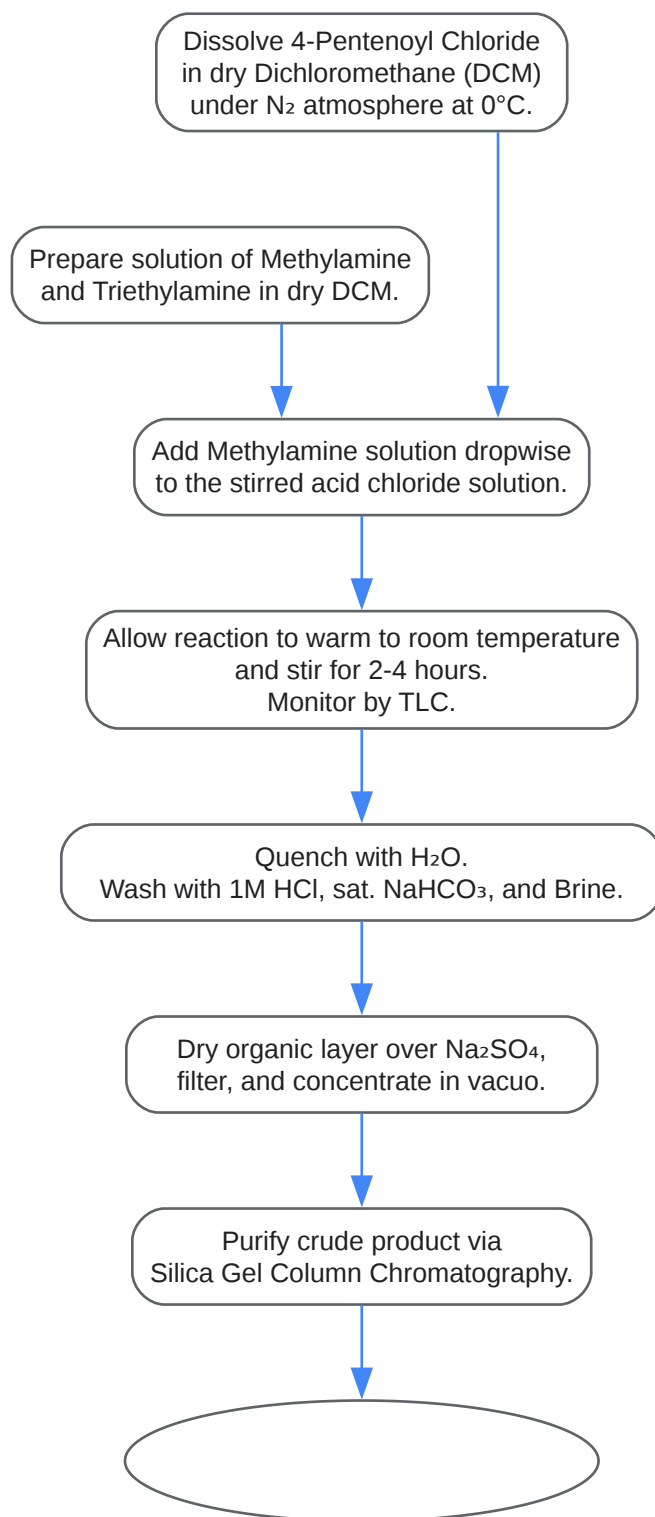 Dissolve 4-Pentenoyl Chloride
in dry Dichloromethane (DCM)
under N₂ atmosphere at 0°C.
Prepare solution of Methylamine
and Triethylamine in dry DCM.
Add Methylamine solution dropwise
to the stirred acid chloride solution.
Allow reaction to warm to room temperature
and stir for 2-4 hours.
Monitor by TLC.
Quench with H₂O.
Wash with 1M HCl, sat. NaHCO₃, and Brine.
Dry organic layer over Na₂SO₄,
filter, and concentrate in vacuo.
Purify crude product via
Silica Gel Column Chromatography.